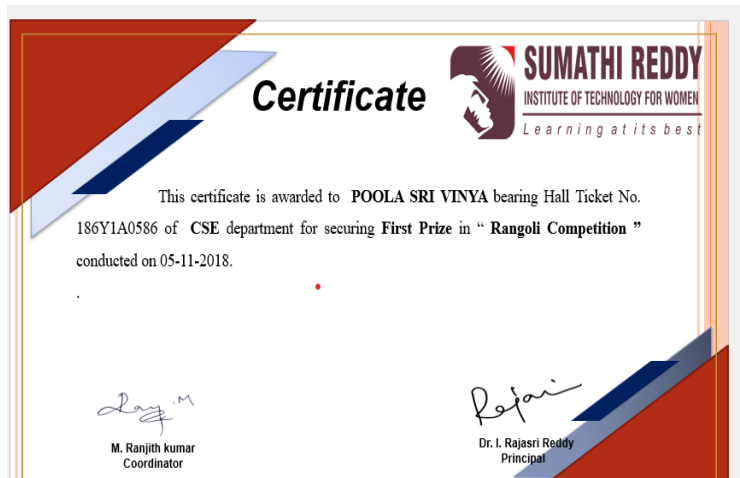 Certificate
SUMATHI REDDY
INSTITUTE OF TECHNOLOGY FOR WOMEN
Learning at its best
This certificate is awarded to POOLA SRI VINYA bearing Hall Ticket No.
186Y1A0586 of CSE department for securing First Prize in “ Rangoli Competition ”
conducted on 05-11-2018.
.
M. Ranjith kumar
Coordinator
Dr. I. Rajasri Reddy
Principal